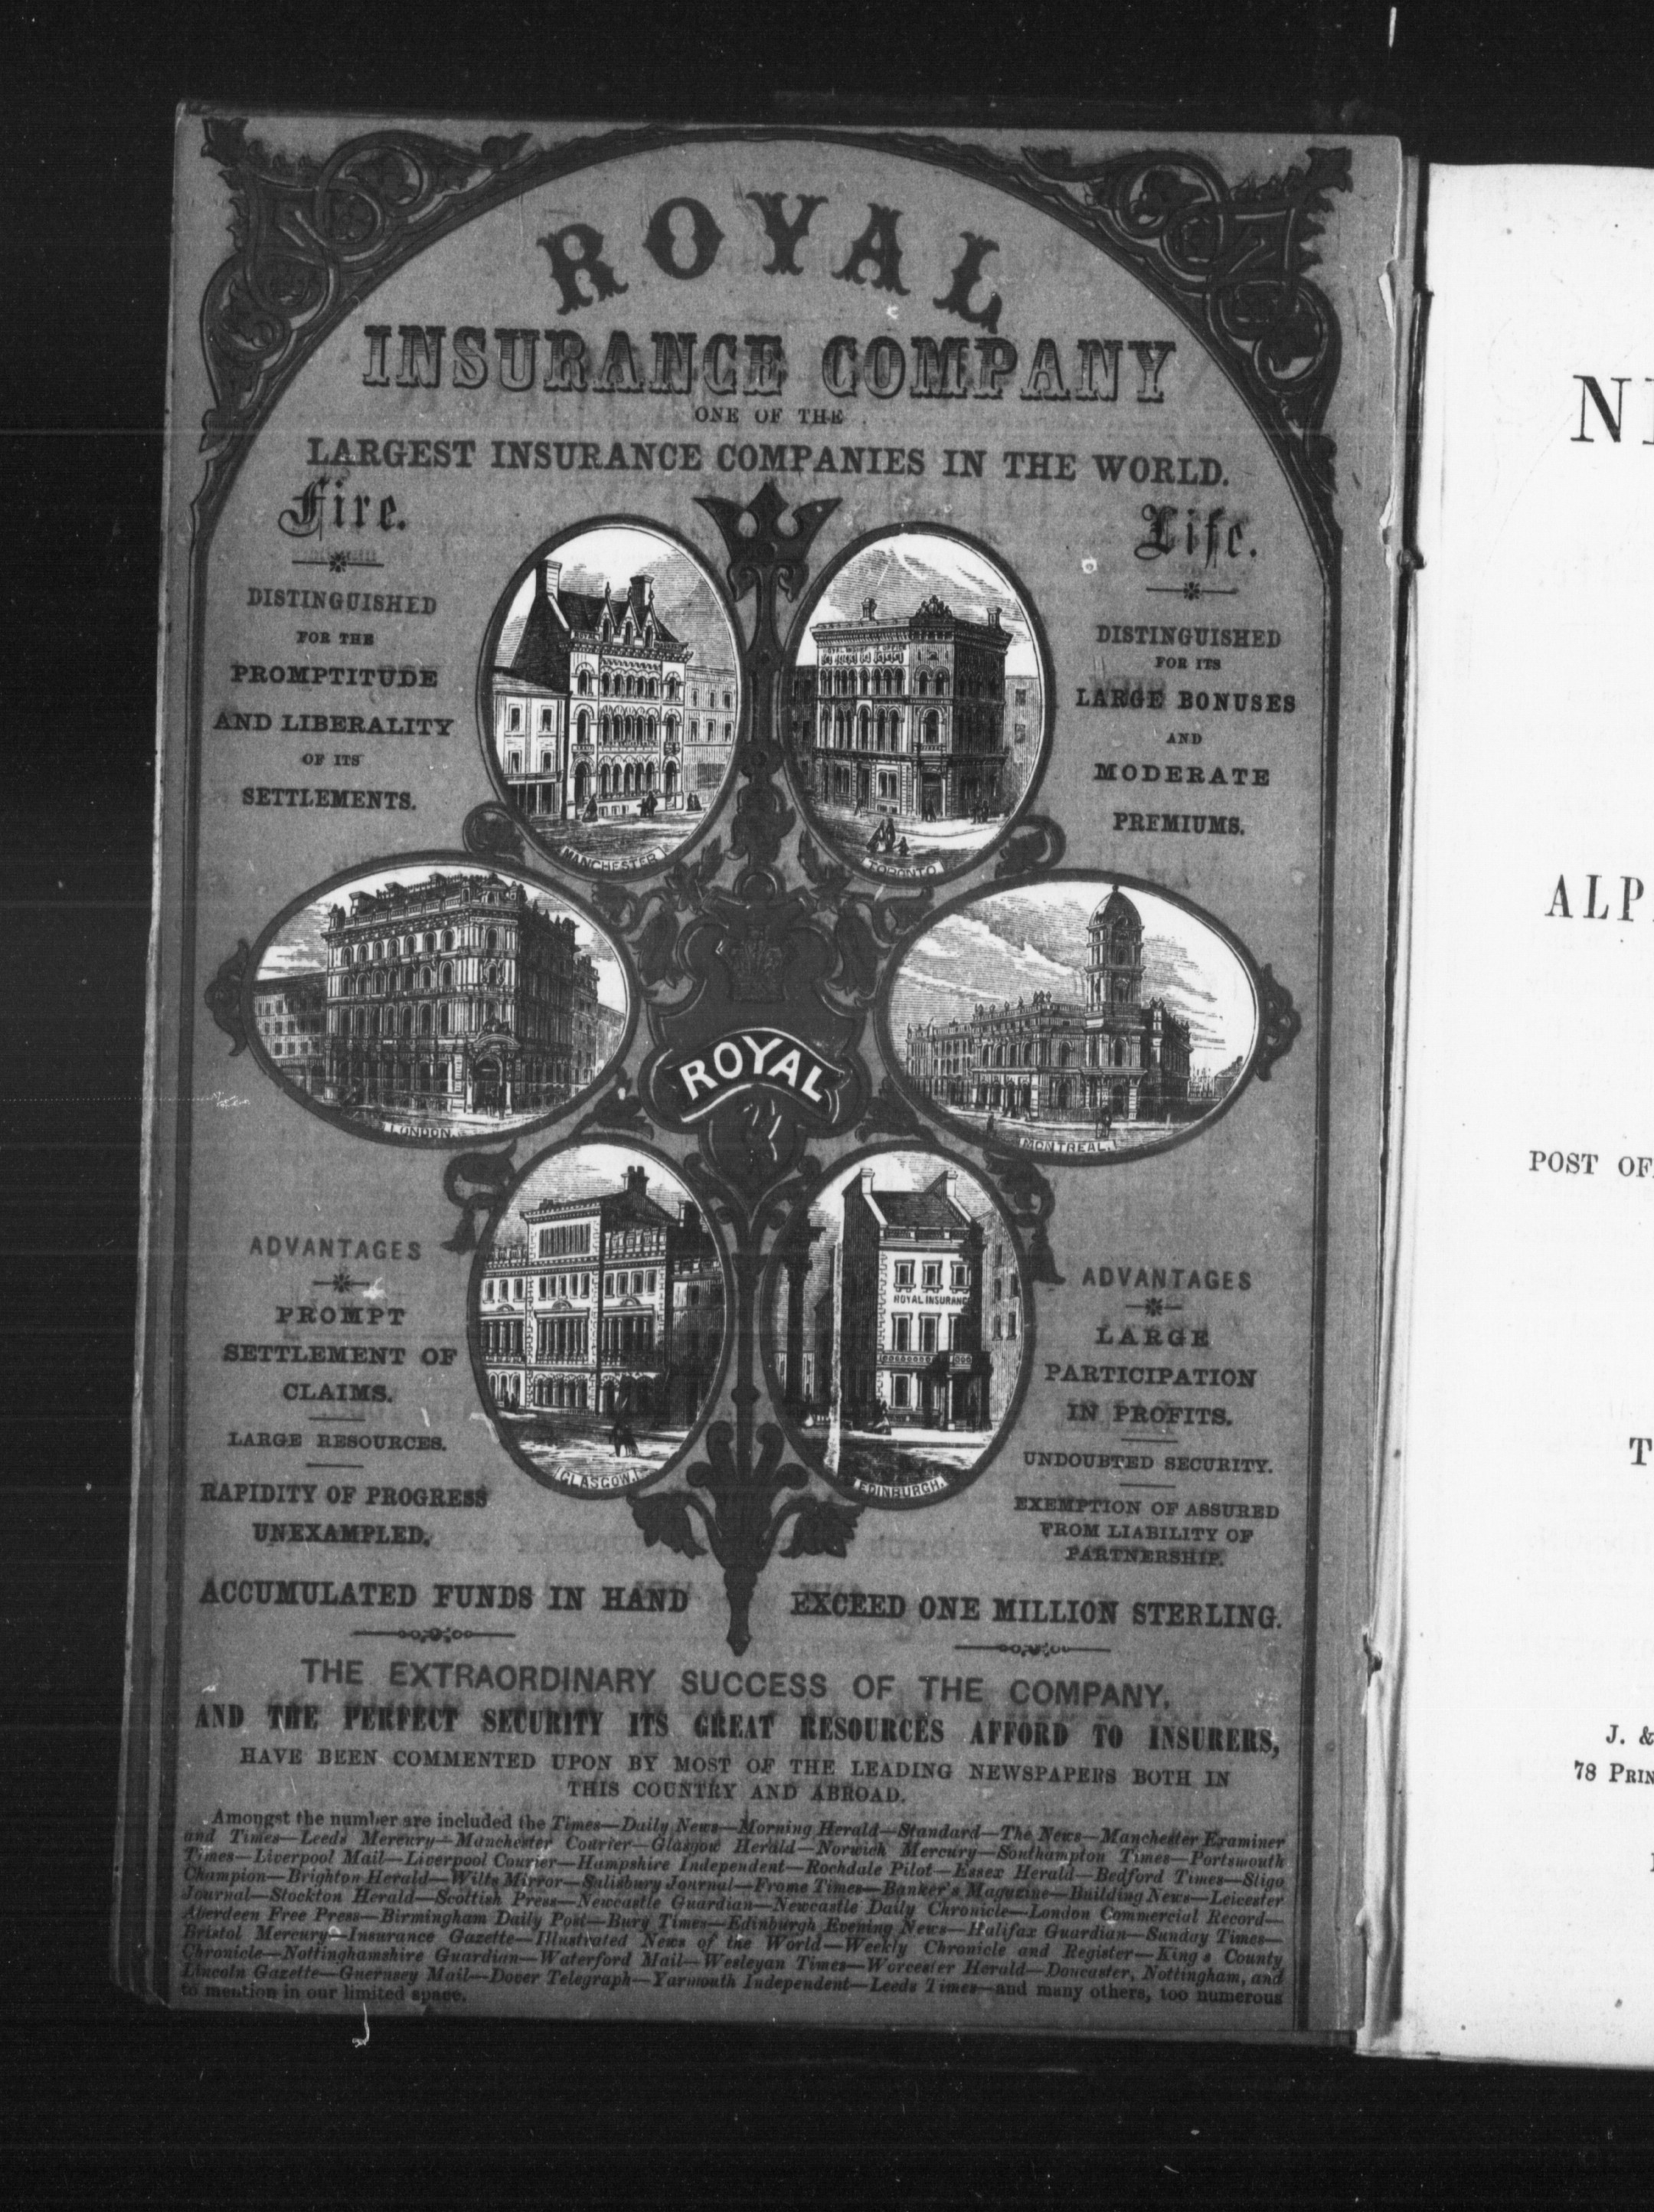 ROYAL
INSURANCE COMPANY
ONE OF THE
LARGEST INSURANCE COMPANIES IN THE WORLD.
Fire.
DISTINGUISHED
FOR THE
PROMPTITUDE
AND LIBERALITY
OF ITS
SETTLEMENTS.
Life.
DISTINGUISHED
FOR ITS
LARGE BONUSES
AND
MODERATE
PREMIUMS.
MANCHESTER
TORONTO
LONDON.
MONTREAL.
ROYAL
ROYAL INSURANC
GLASGOW.
EDINBURGH.
ADVANTAGES
PROMPT
SETTLEMENT OF
CLAIMS.
LARGE RESOURCES.
RAPIDITY OF PROGRESS
UNEXAMPLED.
ADVANTAGES
LARGE
PARTICIPATION
IN PROFITS.
UNDOUBTED SECURITY.
EXEMPTION OF ASSURED
FROM LIABILITY OF
PARTNERSHIP.
ACCUMULATED FUNDS IN HAND EXCEED ONE MILLION STERLING.
THE EXTRAORDINARY SUCCESS OF THE COMPANY,
AND THE PERFECT SECURITY ITS GREAT RESOURCES AFFORD TO INSURERS,
HAVE BEEN COMMENTED UPON BY MOST OF THE LEADING NEWSPAPERS BOTH IN
THIS COUNTRY AND ABROAD.
Amongst the number are included the Times—Daily News—Morning Herald—Standard—The News—Manchester Examiner
and Times—Leeds Mercury—Manchester Courier—Glasgow Herald—Norwich Mercury—Southampton Times—Portsmouth
Times—Liverpool Mail—Liverpool Courier—Hampshire Independent—Rochdale Pilot—Essex Herald—Bedford Times—Sligo
Champion—Brighton Herald—Wilts Mirror—Salisbury Journal—Frome Times—Banker's Magazine—Building News—Leicester
Journal—Stockton Herald—Scottish Press—Newcastle Guardian—Newcastle Daily Chronicle—London Commercial Record—
Aberdeen Free Press—Birmingham Daily Post—Bury Times—Edinburgh Evening News—Halifax Guardian—Sunday Times—
Bristol Mercury—Insurance Gazette—Illustrated News of the World—Weekly Chronicle and Register—King's County
Chronicle—Nottinghamshire Guardian—Waterford Mail—Wesleyan Times—Worcester Herald—Doncaster, Nottingham, and
Lincoln Gazette—Guernsey Mail—Dover Telegraph—Yarmouth Independent—Leeds Times—and many others, too numerous
to mention in our limited space.
N
ALP
POST OF
T
J. &
78 PRIN